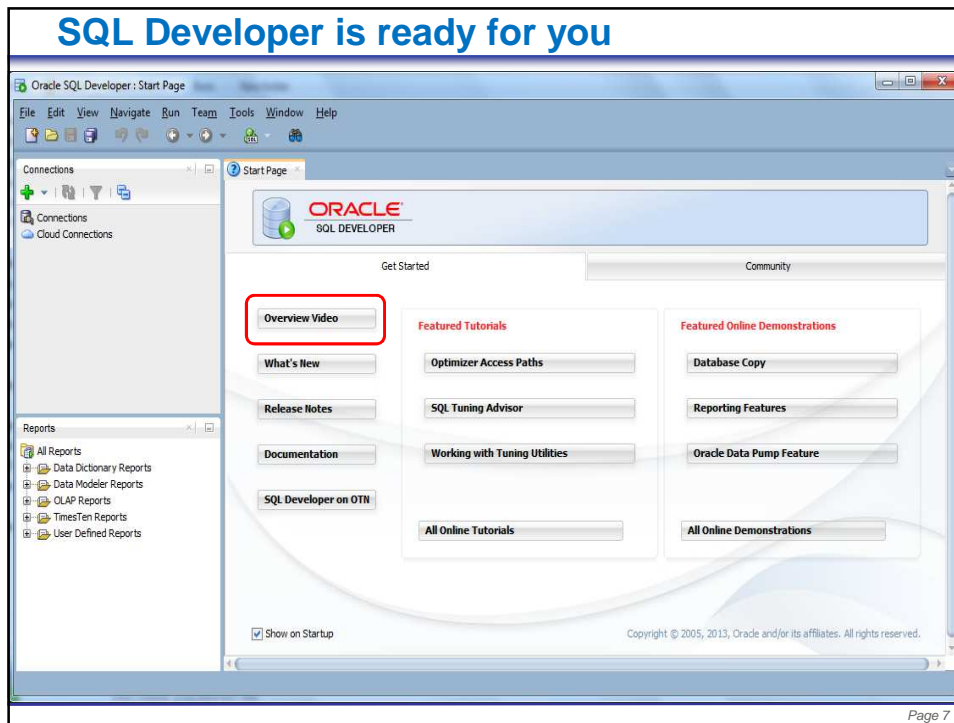 SQL Developer is ready for you
Oracle SQL Developer : Start Page
File Edit View Navigate Run Team Tools Window Help
Connections
Connections
Cloud Connections
Reports
All Reports
Data Dictionary Reports
Data Modeler Reports
OLAP Reports
TimesTen Reports
User Defined Reports
Start Page
ORACLE
SQL DEVELOPER
Get Started
Community
Overview Video
What's New
Release Notes
Documentation
SQL Developer on OTN
Featured Tutorials
Optimizer Access Paths
SQL Tuning Advisor
Working with Tuning Utilities
All Online Tutorials
Featured Online Demonstrations
Database Copy
Reporting Features
Oracle Data Pump Feature
All Online Demonstrations
Show on Startup
Copyright © 2005, 2013, Oracle and/or its affiliates. All rights reserved.
Page 7